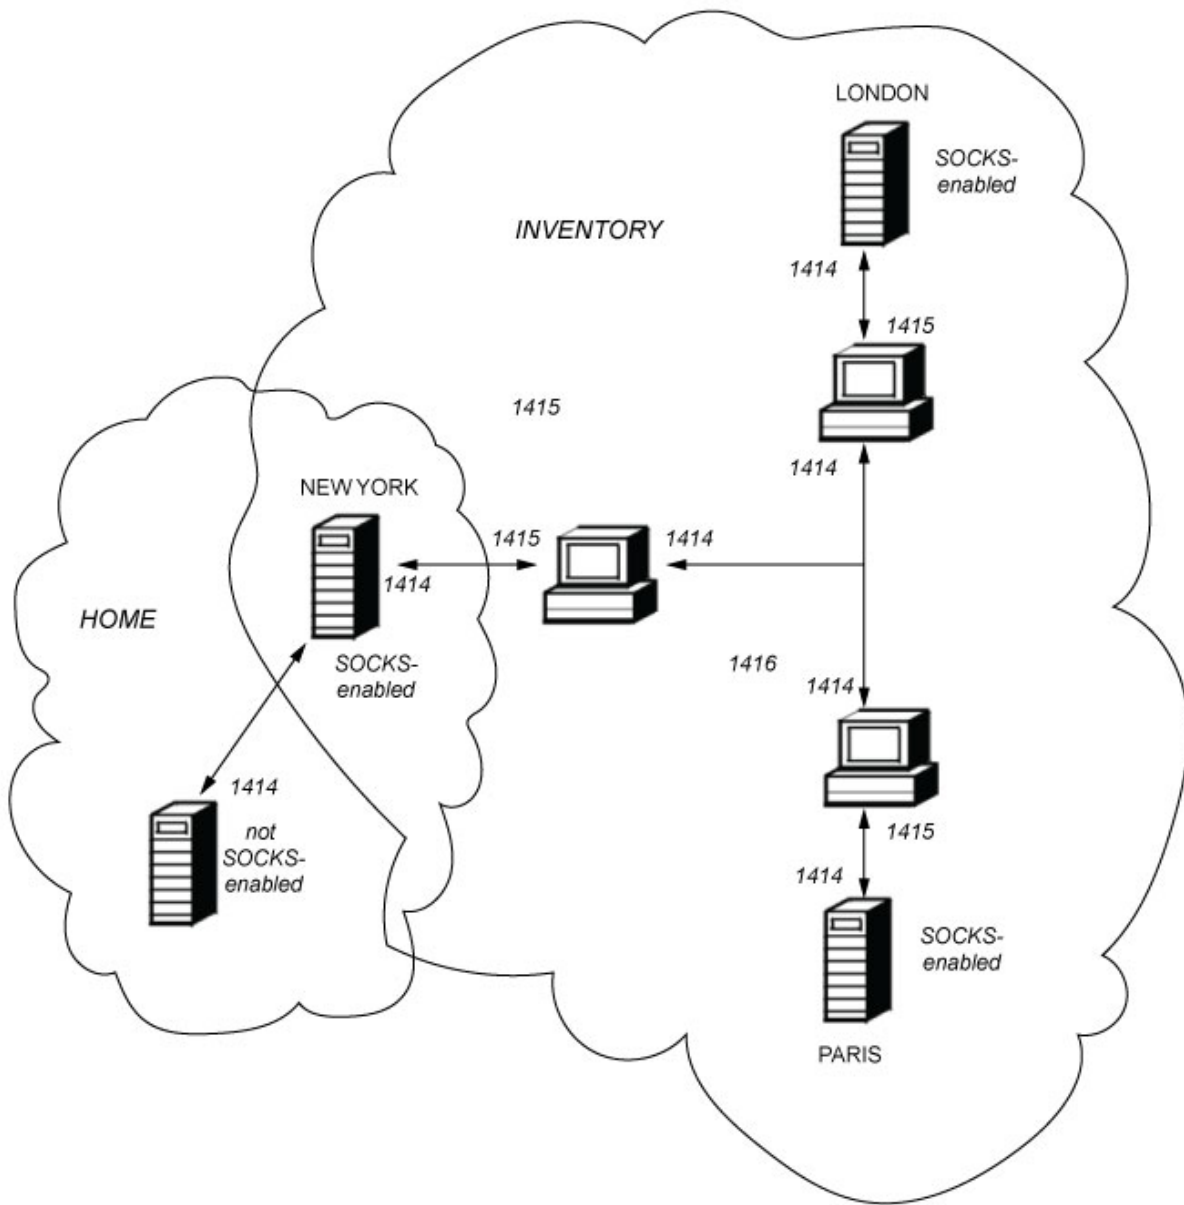 LONDON
SOCKS-
enabled
INVENTORY
1414
1415
1415
1414
NEW YORK
1415
1414
1414
HOME
SOCKS-
enabled
1416
1414
1414
not
SOCKS-
enabled
1415
1414
SOCKS-
enabled
PARIS